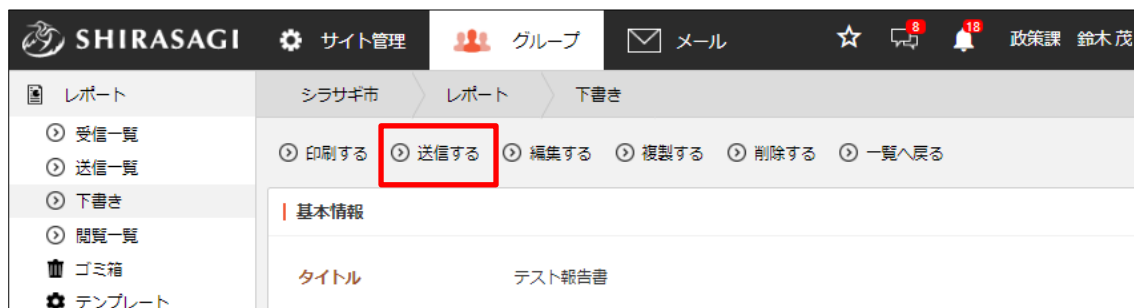 SHIRASAGI サイト管理 グループ メール 8 18 政策課 鈴木 茂
レポート シラサギ市 レポート 下書き
受信一覧
印刷する 送信する 編集する 複製する 削除する 一覧へ戻る
送信一覧
下書き
基本情報
閲覧一覧
ゴミ箱
タイトル テスト報告書
テンプレート